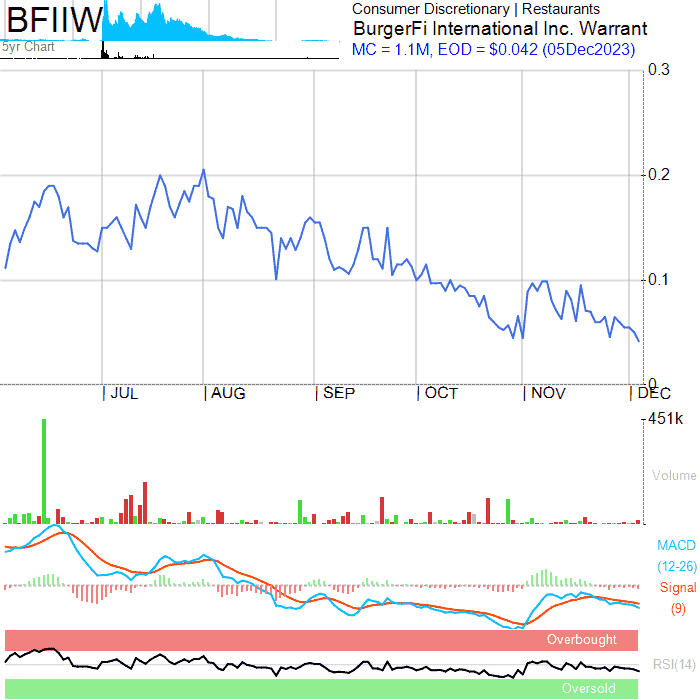 BFIIW
5yr Chart
Consumer Discretionary | Restaurants
BurgerFi International Inc. Warrant
MC = 1.1M, EOD = $0.042 (05Dec2023)
0.3
0.2
0.1
0
JUL AUG SEP OCT NOV DEC
451k
Volume
MACD
(12-26)
Signal
(9)
Overbought
RSI(14)
Oversold